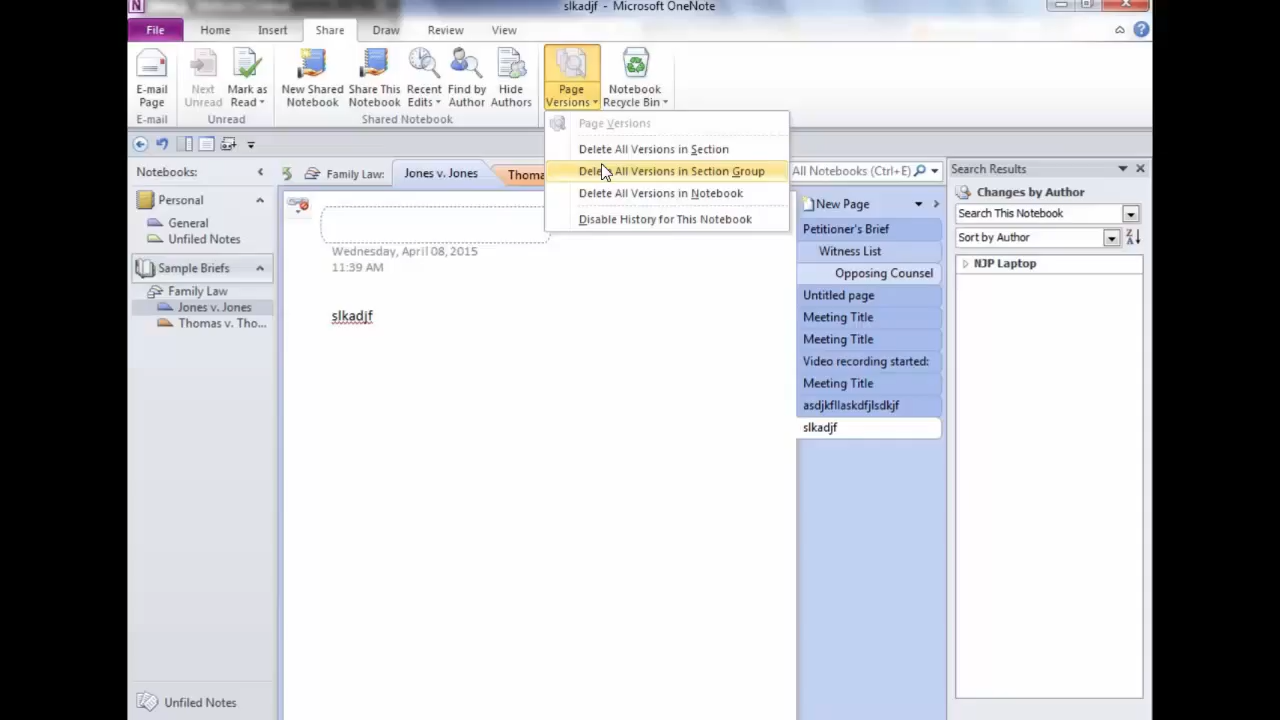 slkadjf - Microsoft OneNote
File Home Insert Share Draw Review View
E-mail Page
Next Unread
Mark as Read
New Shared Notebook
Share This Notebook
Recent Edits
Find by Author
Hide Authors
Page Versions
Notebook Recycle Bin
E-mail
Unread
Shared Notebook
Page Versions
Delete All Versions in Section
All Versions in Section Group
Delete All Versions in Notebook
Disable History for This Notebook
Notebooks:
Personal
General
Unfiled Notes
Sample Briefs
Family Law
Jones v. Jones
Thomas v. Tho...
Unfiled Notes
Family Law:
Jones v. Jones
All Notebooks (Ctrl+E)
Wednesday, April 08, 2015
11:39 AM
slkadjf
New Page
Petitioner's Brief
Witness List
Opposing Counsel
Untitled page
Meeting Title
Meeting Title
Video recording started:
Meeting Title
asdjkfllaskdfjlsdkjf
slkadjf
Search Results
Changes by Author
Search This Notebook
Sort by Author
NJP Laptop